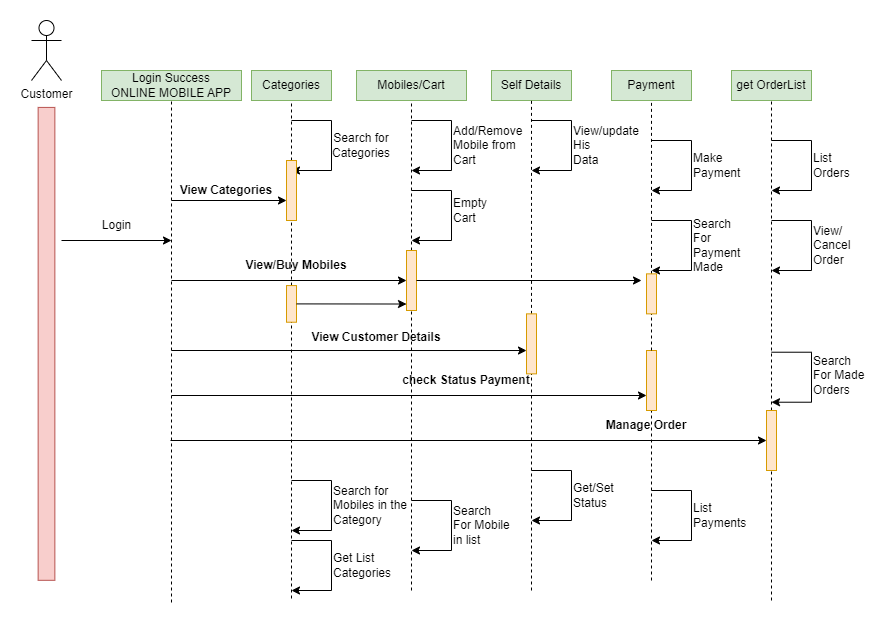 Customer
Login Success
ONLINE MOBILE APP
Categories
Mobiles/Cart
Self Details
Payment
get OrderList
Search for
Categories
Add/Remove
Mobile from
Cart
View/update
His
Data
Make
Payment
List
Orders
View Categories
Empty
Cart
Login
Search
For
Payment
Made
View/
Cancel
Order
View/Buy Mobiles
View Customer Details
Search
For Made
Orders
check Status Payment
Manage Order
Search for
Mobiles in the
Category
Search
For Mobile
in list
Get/Set
Status
List
Payments
Get List
Categories